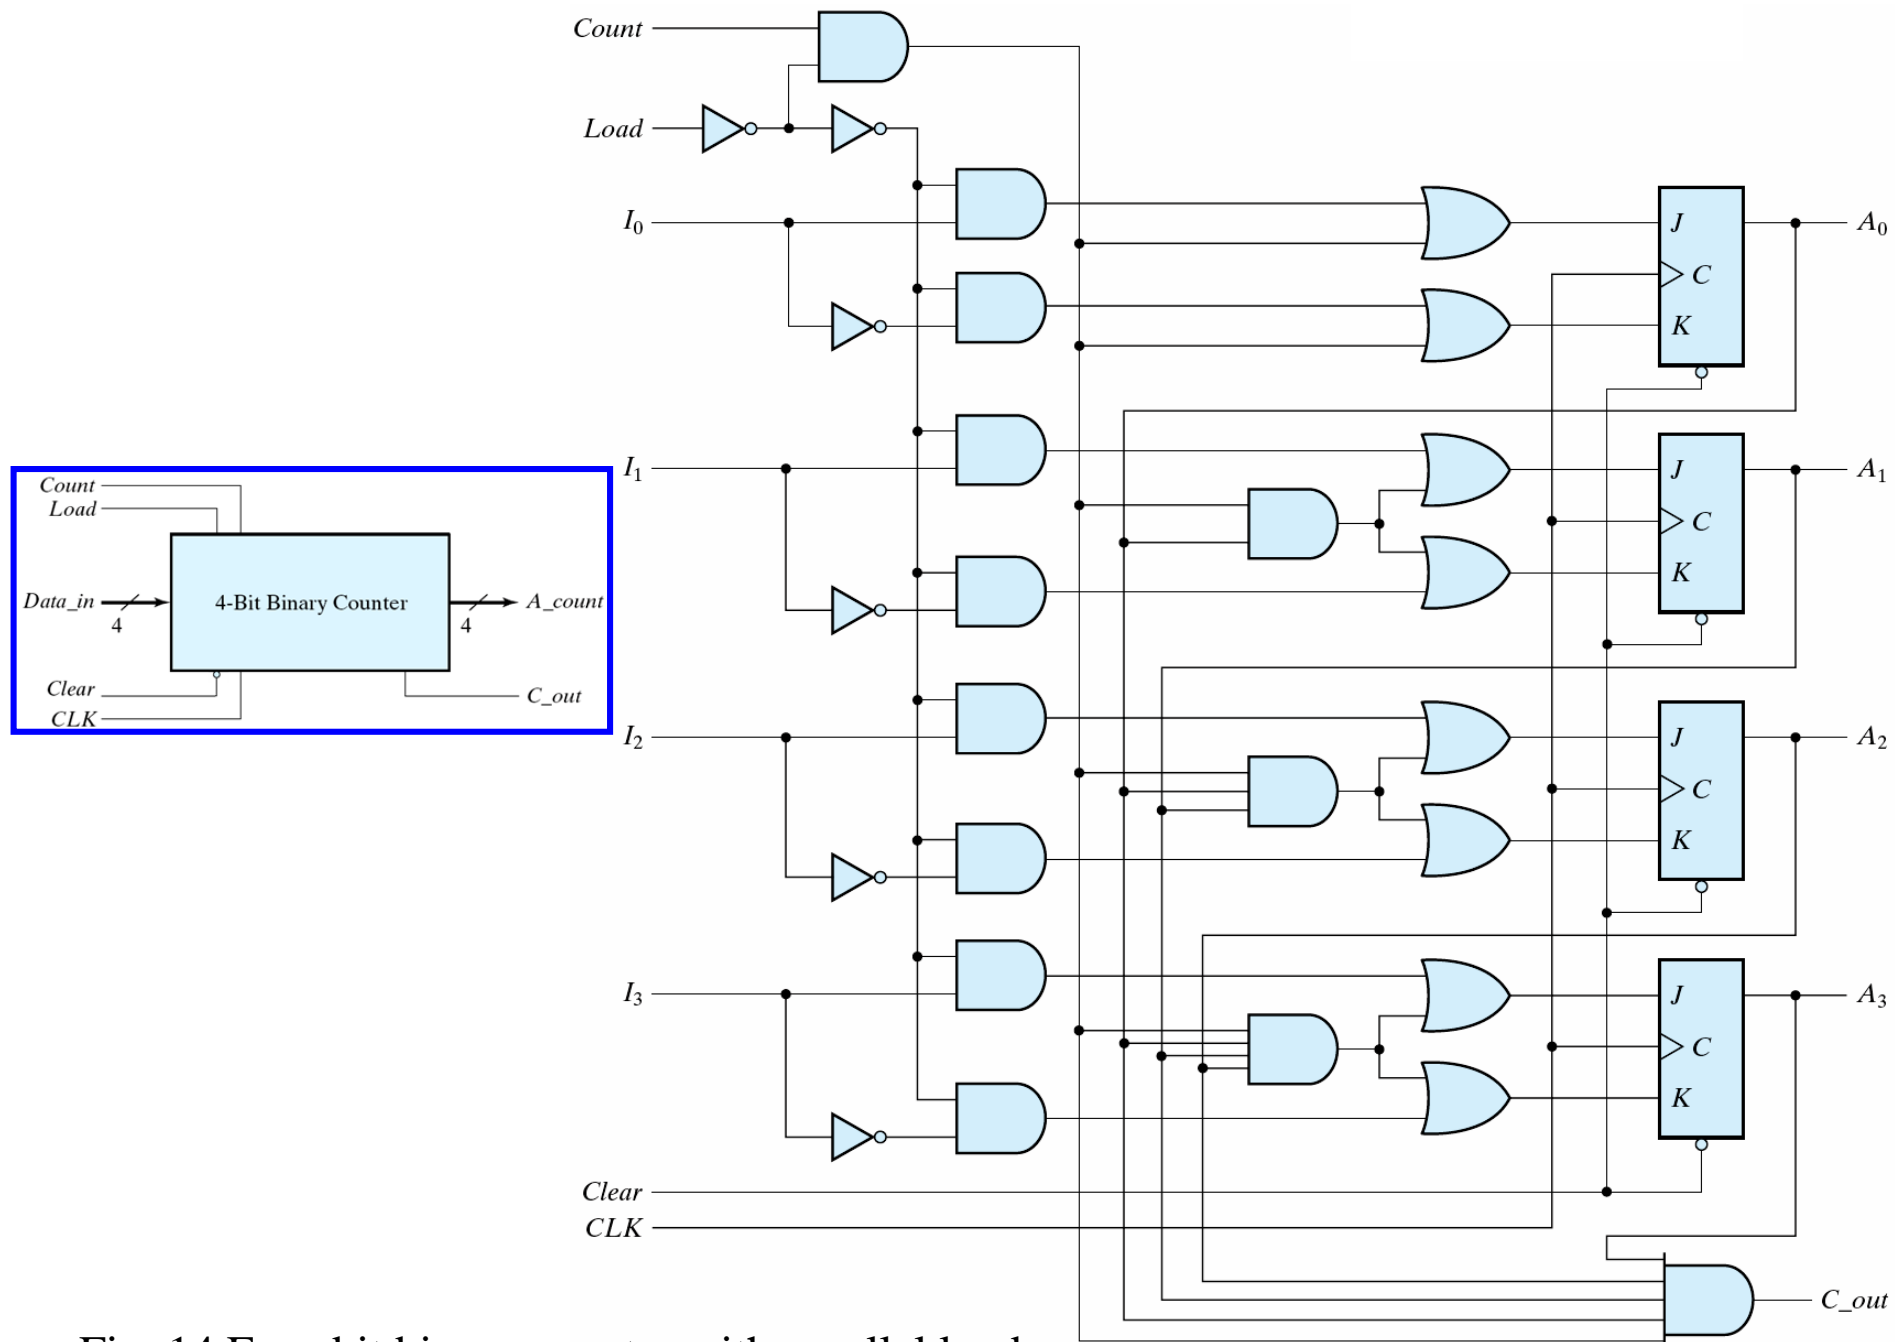 Count
Load
I0
J
A0
C
K
I1
J
A1
C
K
Count
Load
Data_in
4
4-Bit Binary Counter
A_count
4
Clear
CLK
C_out
I2
J
A2
C
K
I3
J
A3
C
K
Clear
CLK
C_out